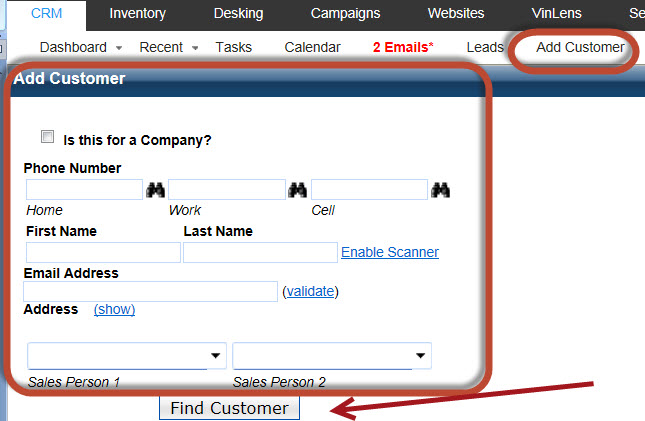 CRM Inventory Desking Campaigns Websites VinLens Se
Dashboard Recent Tasks Calendar 2 Emails* Leads Add Customer
Add Customer
Is this for a Company?
Phone Number
Home Work Cell
First Name Last Name
Enable Scanner
Email Address
(validate)
Address (show)
Sales Person 1 Sales Person 2
Find Customer